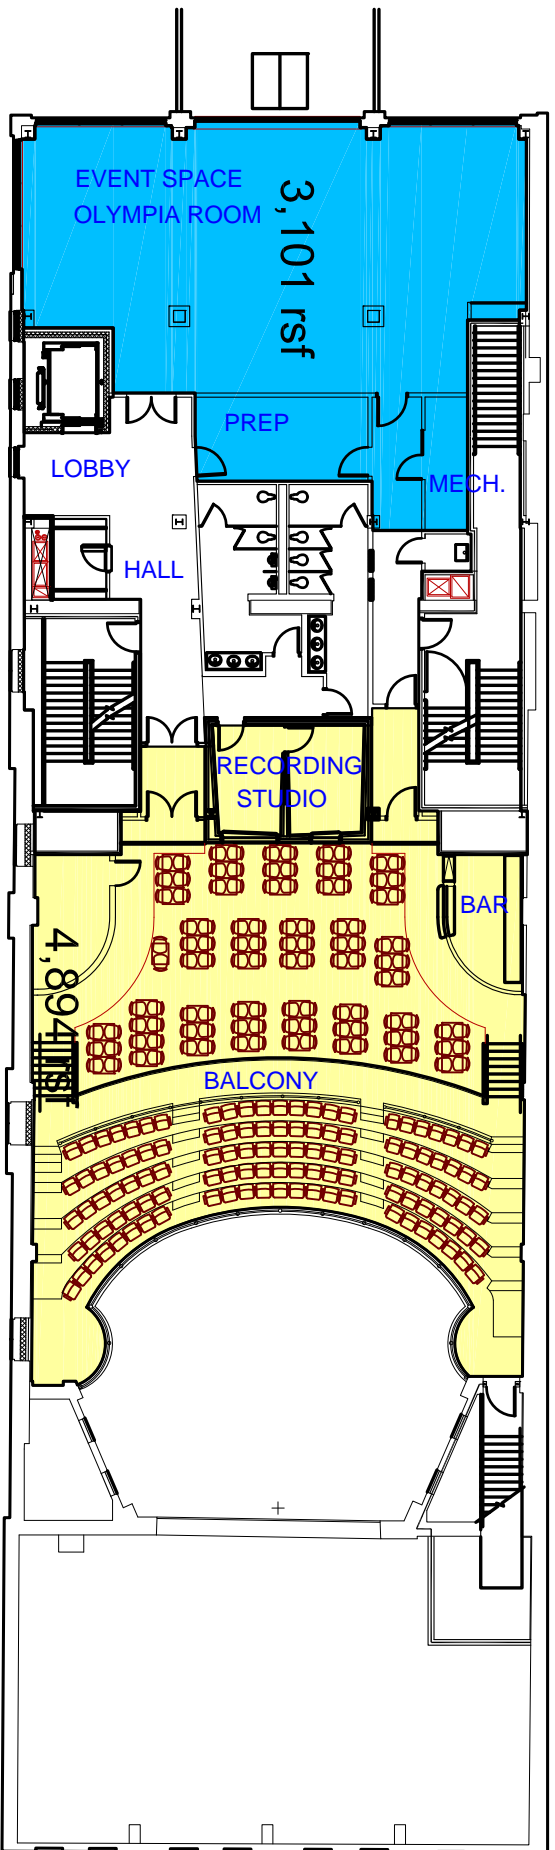 EVENT SPACE
OLYMPIA ROOM
3,101 rsf
PREP
LOBBY
MECH.
HALL
RECORDING
STUDIO
BAR
4,894 rsf
BALCONY